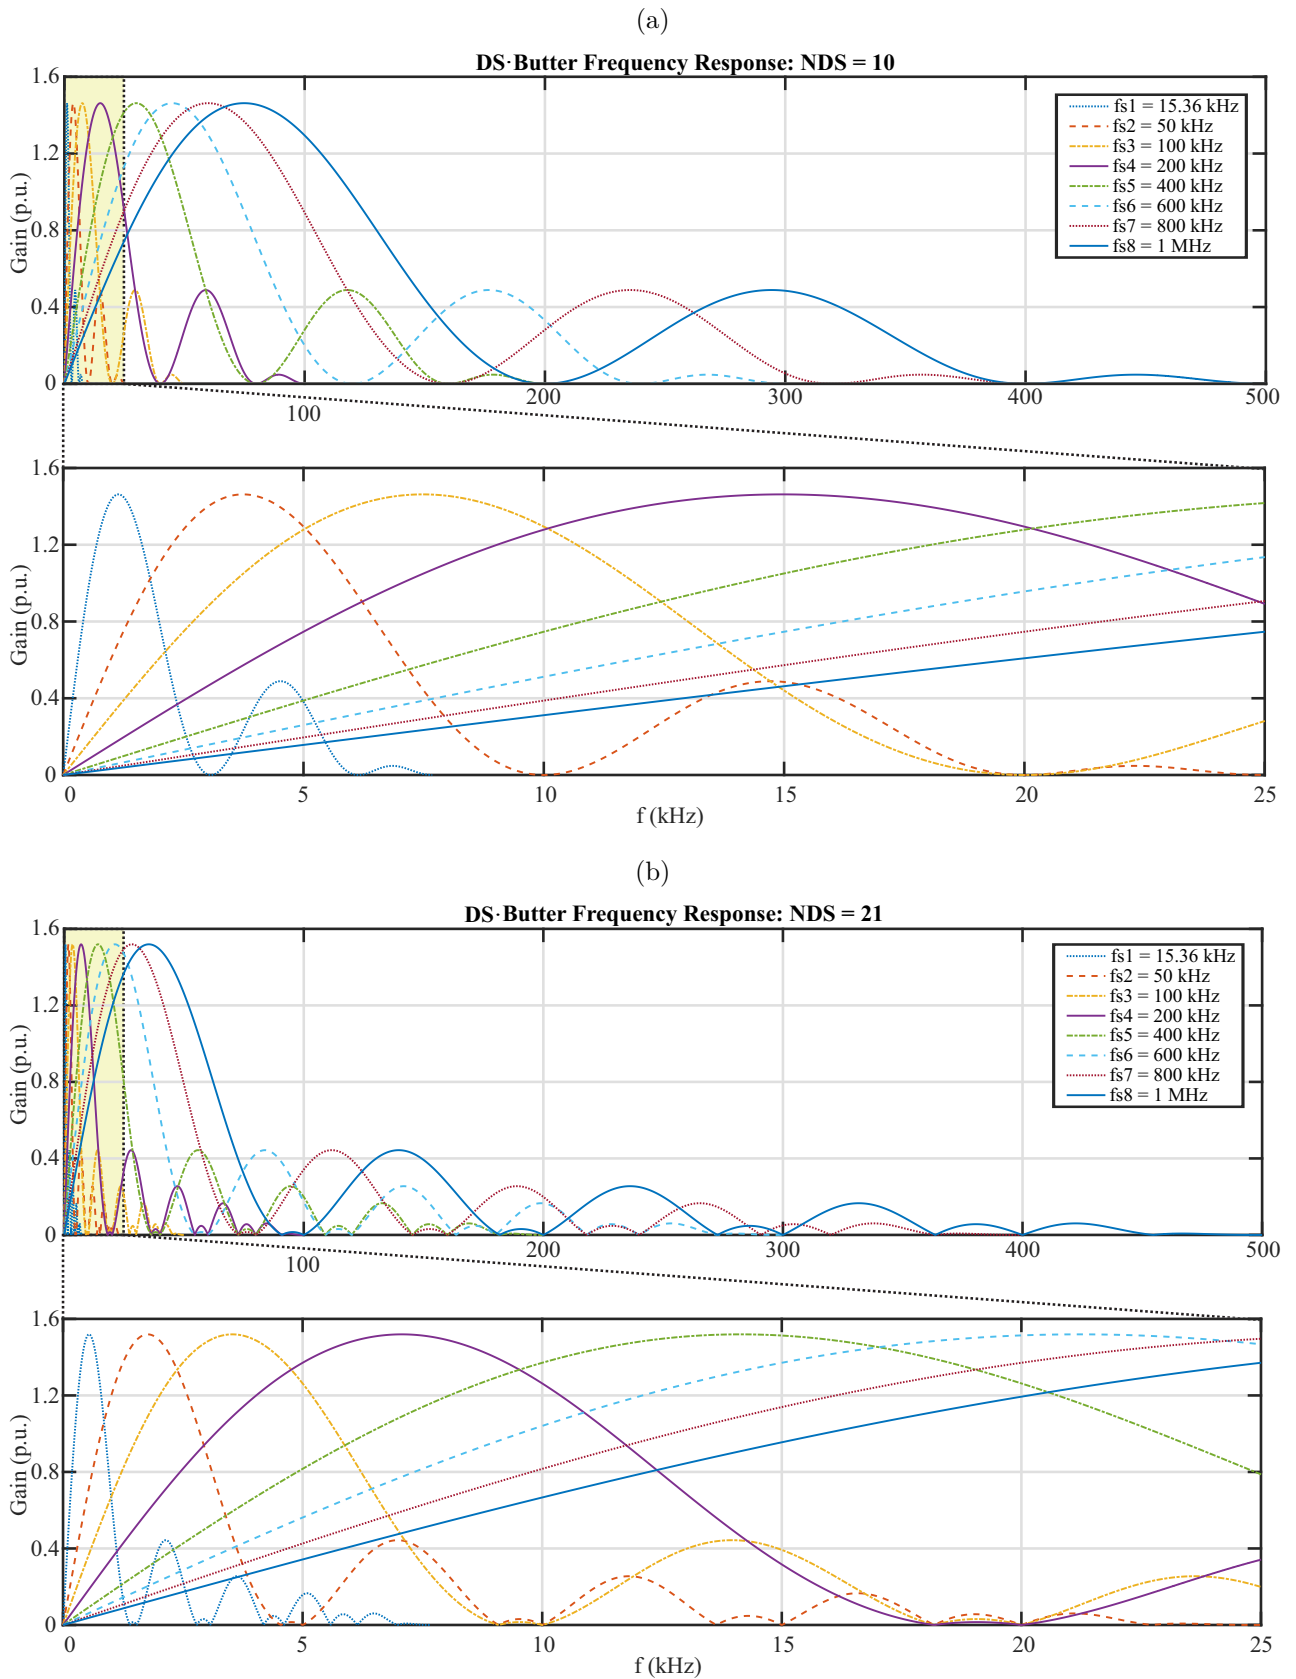 (a)
DS·Butter Frequency Response: NDS = 10
1.6
1.2
0.8
0.4
0
Gain (p.u.)
fs1 = 15.36 kHz
fs2 = 50 kHz
fs3 = 100 kHz
fs4 = 200 kHz
fs5 = 400 kHz
fs6 = 600 kHz
fs7 = 800 kHz
fs8 = 1 MHz
100 200 300 400 500
1.6
1.2
0.8
0.4
0
Gain (p.u.)
0 5 10 15 20 25
f (kHz)
(b)
DS·Butter Frequency Response: NDS = 21
1.6
1.2
0.8
0.4
0
Gain (p.u.)
fs1 = 15.36 kHz
fs2 = 50 kHz
fs3 = 100 kHz
fs4 = 200 kHz
fs5 = 400 kHz
fs6 = 600 kHz
fs7 = 800 kHz
fs8 = 1 MHz
100 200 300 400 500
1.6
1.2
0.8
0.4
0
Gain (p.u.)
0 5 10 15 20 25
f (kHz)